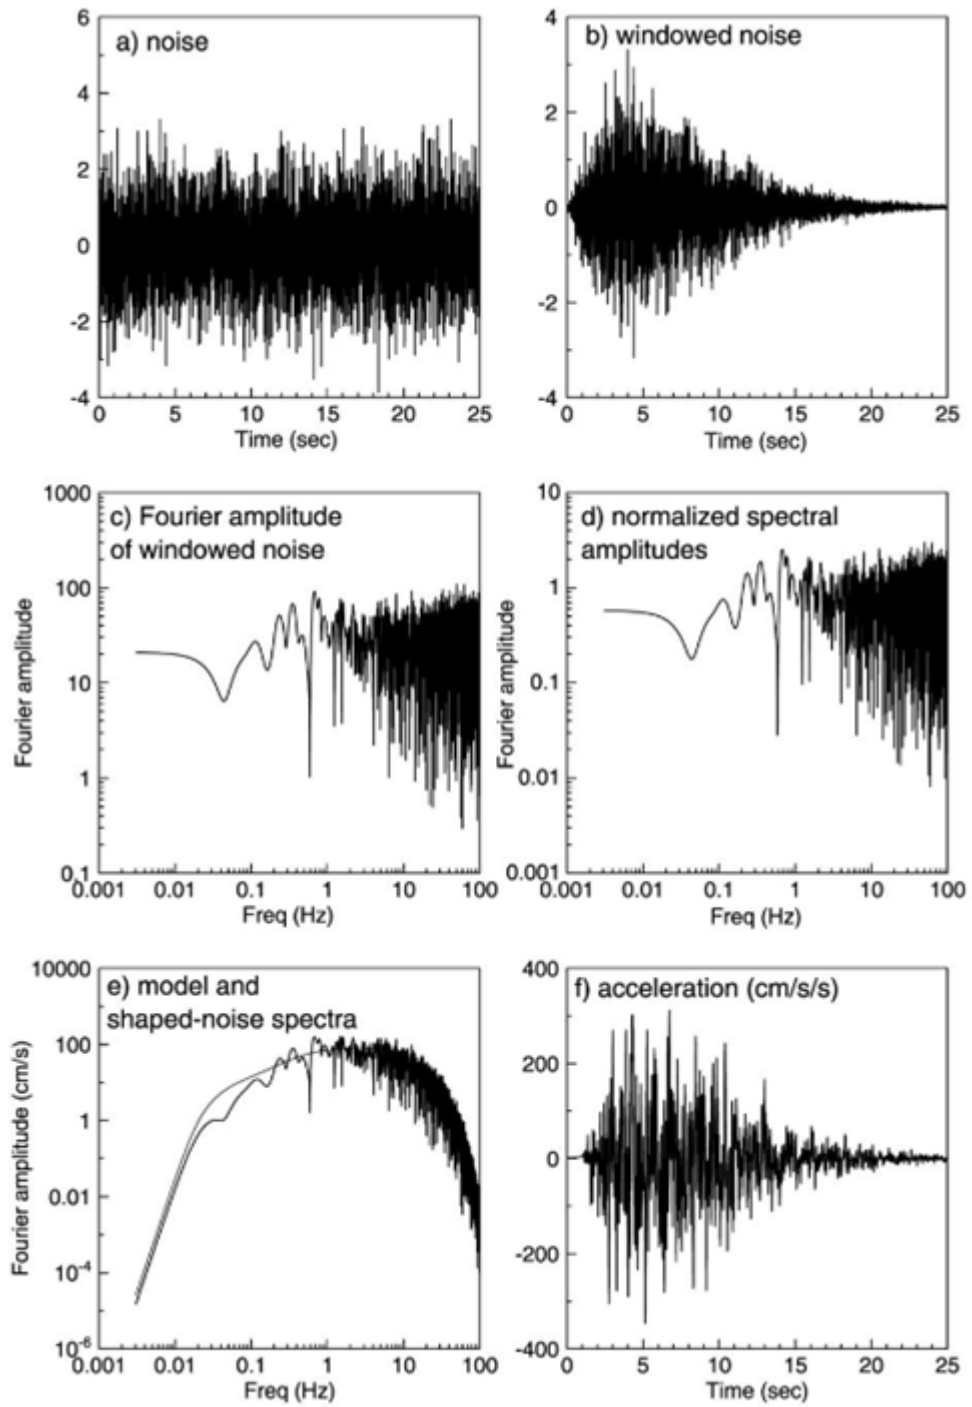 a) noise
6
4
2
0
-2
-4
0 5 10 15 20 25
Time (sec)
b) windowed noise
4
2
0
-2
-4
0 5 10 15 20 25
Time (sec)
c) Fourier amplitude
of windowed noise
1000
100
10
1
0.1
Fourier amplitude
0.001 0.01 0.1 1 10 100
Freq (Hz)
d) normalized spectral
amplitudes
10
1
0.1
0.01
0.001
Fourier amplitude
0.001 0.01 0.1 1 10 100
Freq (Hz)
e) model and
shaped-noise spectra
10000
100
1
0.01
10-4
10-6
Fourier amplitude (cm/s)
0.001 0.01 0.1 1 10 100
Freq (Hz)
f) acceleration (cm/s/s)
400
200
0
-200
-400
0 5 10 15 20 25
Time (sec)